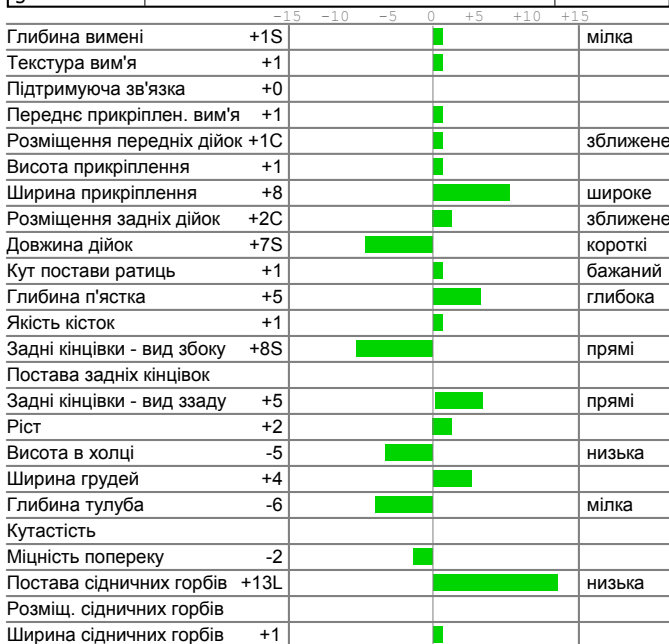 -15 -10 -5 0 +5 +10 +15
Глибина вимені +1S мілка
Текстура вим'я +1
Підтримуюча зв'язка +0
Переднє прикріплен. вим'я +1
Розміщення передніх дійок +1C зближене
Висота прикріплення +1
Ширина прикріплення +8 широке
Розміщення задніх дійок +2C зближене
Довжина дійок +7S короткі
Кут постави ратиць +1 бажаний
Глибина п'ястка +5 глибока
Якість кісток +1
Задні кінцівки - вид збоку +8S прямі
Постава задніх кінцівок
Задні кінцівки - вид ззаду +5 прямі
Ріст +2
Висота в холці -5 низька
Ширина грудей +4
Глибина тулуба -6 мілка
Кутастість
Міцність попереку -2
Постава сідничних горбів +13L низька
Розміщ. сідничних горбів
Ширина сідничних горбів +1